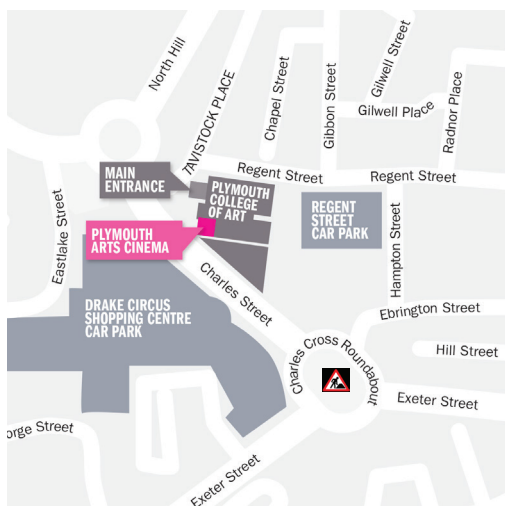 North Hill
TAVISTOCK PLACE
Chapel Street
Gibbon Street
Gilwell Street
Gilwell Place
Radnor Place
Regent Street
Regent Street
MAIN
ENTRANCE
PLYMOUTH
COLLEGE
OF ART
REGENT
STREET
CAR PARK
Hampton Street
Eastlake Street
PLYMOUTH
ARTS CINEMA
Charles Street
DRAKE CIRCUS
SHOPPING CENTRE
CAR PARK
Ebrington Street
Charles Cross Roundabout
Hill Street
Exeter Street
orge Street
Exeter Street